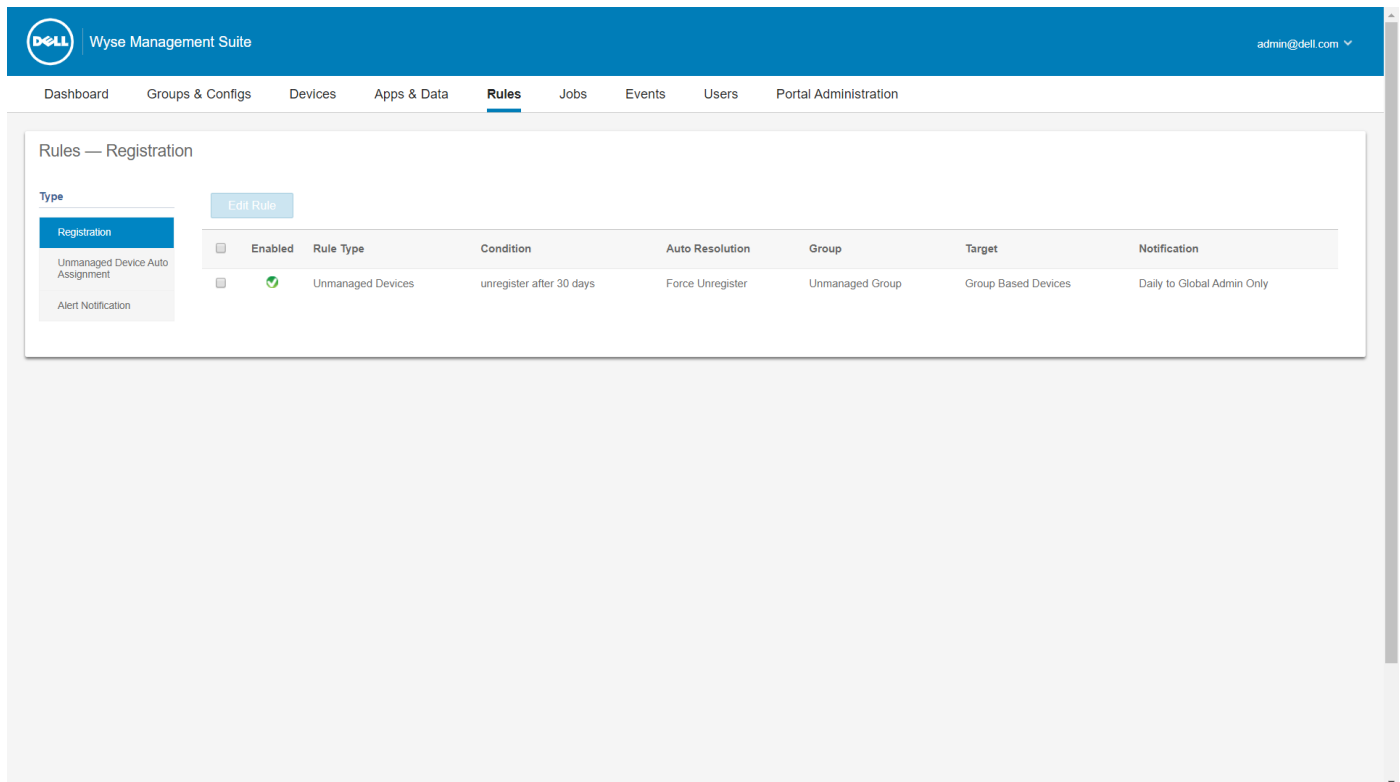 DELL
Wyse Management Suite
admin@dell.com
Dashboard Groups & Configs Devices Apps & Data Rules Jobs Events Users Portal Administration
Rules — Registration
Type
Registration
Unmanaged Device Auto
Assignment
Alert Notification
Edit Rule
Enabled Rule Type Condition Auto Resolution Group Target Notification
Unmanaged Devices unregister after 30 days Force Unregister Unmanaged Group Group Based Devices Daily to Global Admin Only